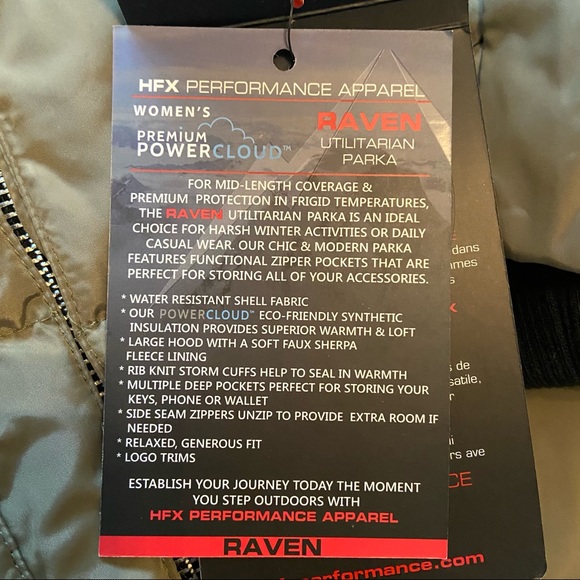 HFX PERFORMANCE APPAREL
WOMEN'S
PREMIUM
POWERCLOUD™
RAVEN
UTILITARIAN
PARKA
FOR MID-LENGTH COVERAGE &
PREMIUM PROTECTION IN FRIGID TEMPERATURES,
THE RAVEN UTILITARIAN PARKA IS AN IDEAL
CHOICE FOR HARSH WINTER ACTIVITIES OR DAILY
CASUAL WEAR. OUR CHIC & MODERN PARKA
FEATURES FUNCTIONAL ZIPPER POCKETS THAT ARE
PERFECT FOR STORING ALL OF YOUR ACCESSORIES.
* WATER RESISTANT SHELL FABRIC
* OUR POWERCLOUD™ ECO-FRIENDLY SYNTHETIC
INSULATION PROVIDES SUPERIOR WARMTH & LOFT
* LARGE HOOD WITH A SOFT FAUX SHERPA
FLEECE LINING
* RIB KNIT STORM CUFFS HELP TO SEAL IN WARMTH
* MULTIPLE DEEP POCKETS PERFECT FOR STORING YOUR
KEYS, PHONE OR WALLET
* SIDE SEAM ZIPPERS UNZIP TO PROVIDE EXTRA ROOM IF
NEEDED
* RELAXED, GENEROUS FIT
* LOGO TRIMS
ESTABLISH YOUR JOURNEY TODAY THE MOMENT
YOU STEP OUTDOORS WITH
HFX PERFORMANCE APPAREL
RAVEN
dans
de
ave